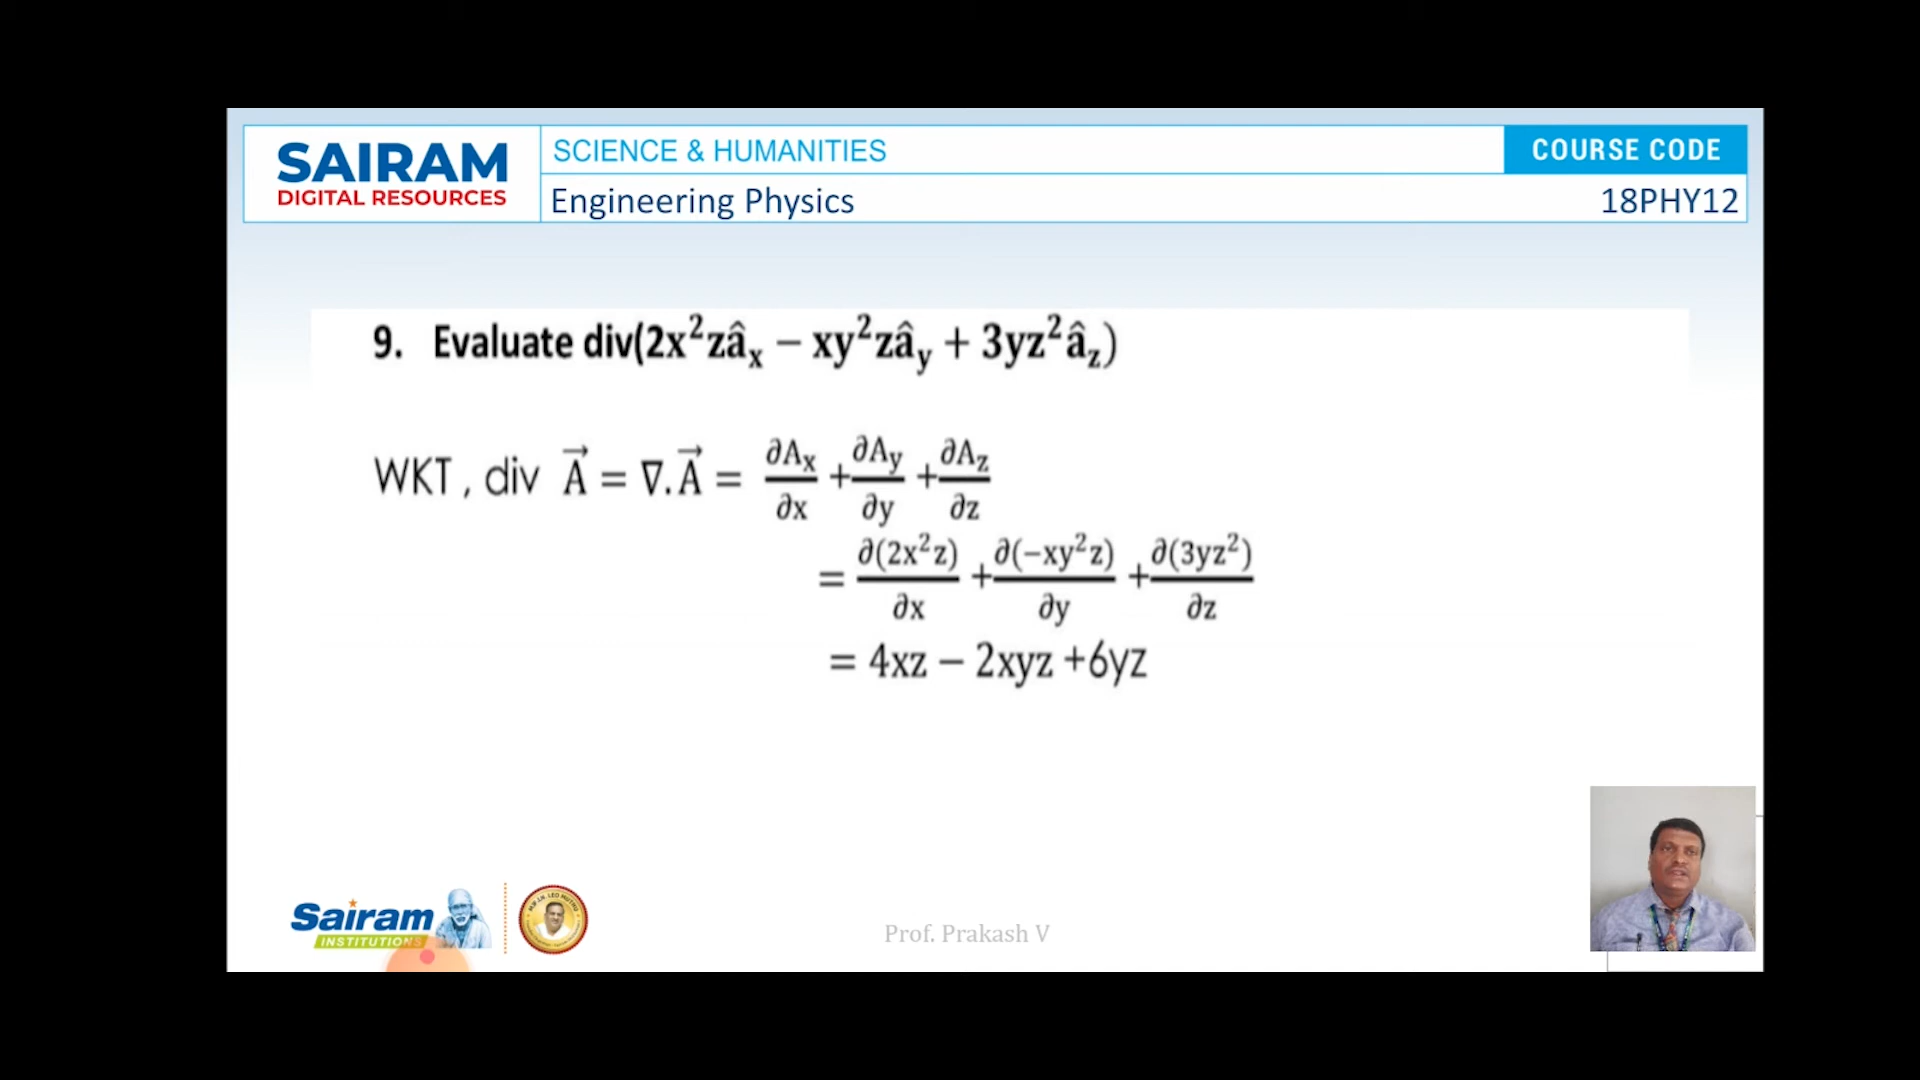 SAIRAM
DIGITAL RESOURCES
SCIENCE & HUMANITIES
COURSE CODE
Engineering Physics
18PHY12
9. Evaluate div(2x²zâₓ − xy²zâᵧ + 3yz²â_z)
WKT , div A⃗ = ∇.A⃗ = ∂Aₓ/∂x + ∂Aᵧ/∂y + ∂A_z/∂z
= ∂(2x²z)/∂x + ∂(−xy²z)/∂y + ∂(3yz²)/∂z
= 4xz − 2xyz +6yz
Sairam
INSTITUTIONS
Prof. Prakash V